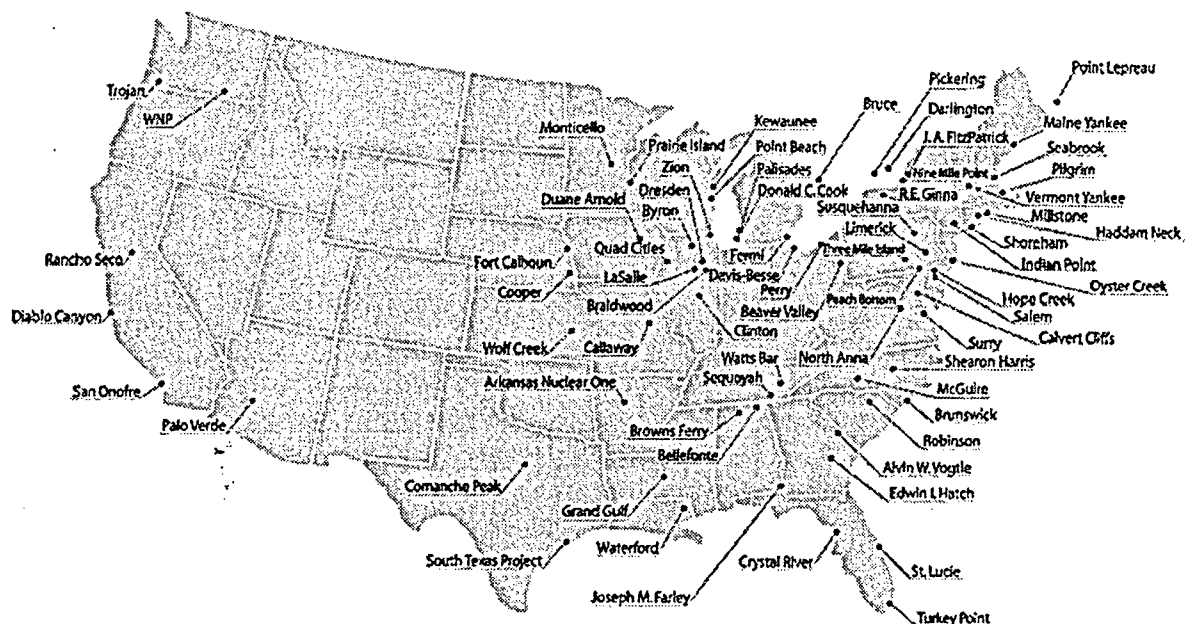 Point Lepreau
Pickering
Trojan
Bruce
Darlington
WNP
Kewaunee
Maine Yankee
Monticello
J. A. FitzPatrick
Prairie Island
Point Beach
Seabrook
Zion
Palisades
Nine Mile Point
Pilgrim
Dresden
Donald C. Cook
R.E. Ginna
Vermont Yankee
Duane Arnold
Byron
Susquehanna
Millstone
Limerick
Haddam Neck
Quad Cities
Fermi
Three Mile Island
Shoreham
Rancho Seco
Fort Calhoun
LaSalle
Davis-Besse
Indian Point
Cooper
Perry
Oyster Creek
Braidwood
Beaver Valley
Peach Bottom
Hope Creek
Diablo Canyon
Salem
Clinton
Calvert Cliffs
Wolf Creek
Callaway
Surry
Watts Bar
North Anna
Shearon Harris
Arkansas Nuclear One
Sequoyah
San Onofre
McGuire
Palo Verde
Browns Ferry
Brunswick
Robinson
Bellefonte
Alvin W. Vogtle
Comanche Peak
Edwin I. Hatch
Grand Gulf
Waterford
South Texas Project
Crystal River
St. Lucie
Joseph M. Farley
Turkey Point